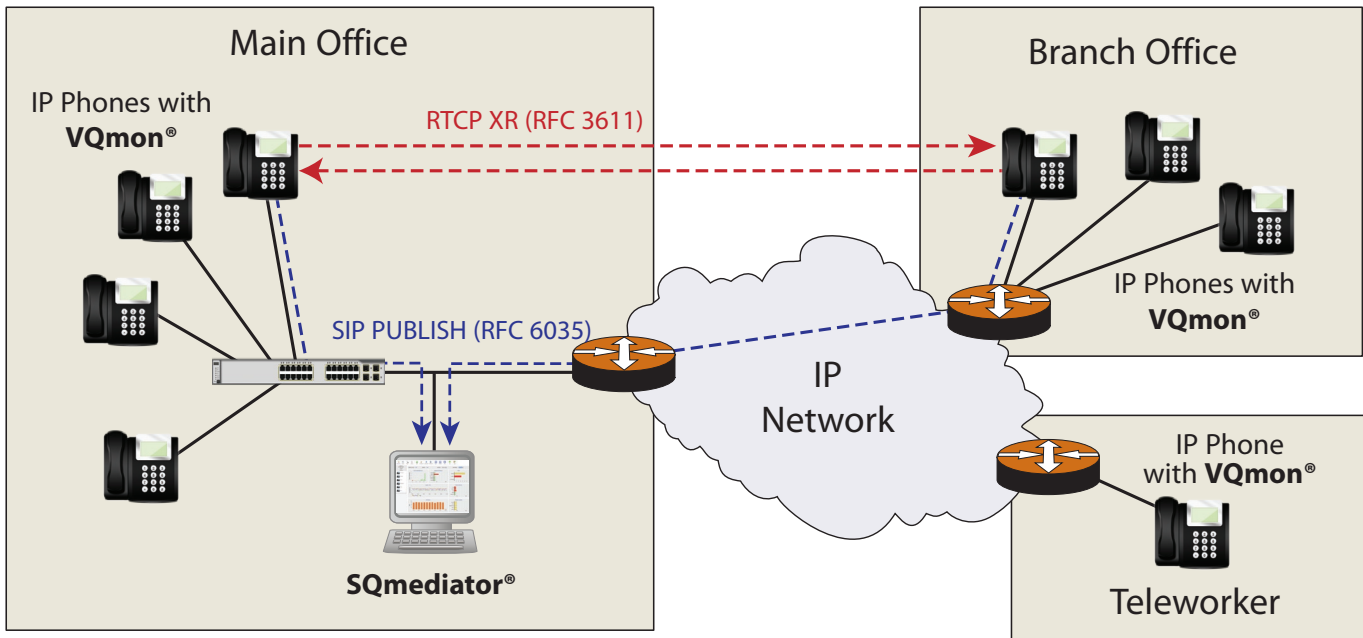 Main Office
IP Phones with
VQmon®
RTCP XR (RFC 3611)
SIP PUBLISH (RFC 6035)
SQmediator®
IP
Network
Branch Office
IP Phones with
VQmon®
IP Phone
with VQmon®
Teleworker